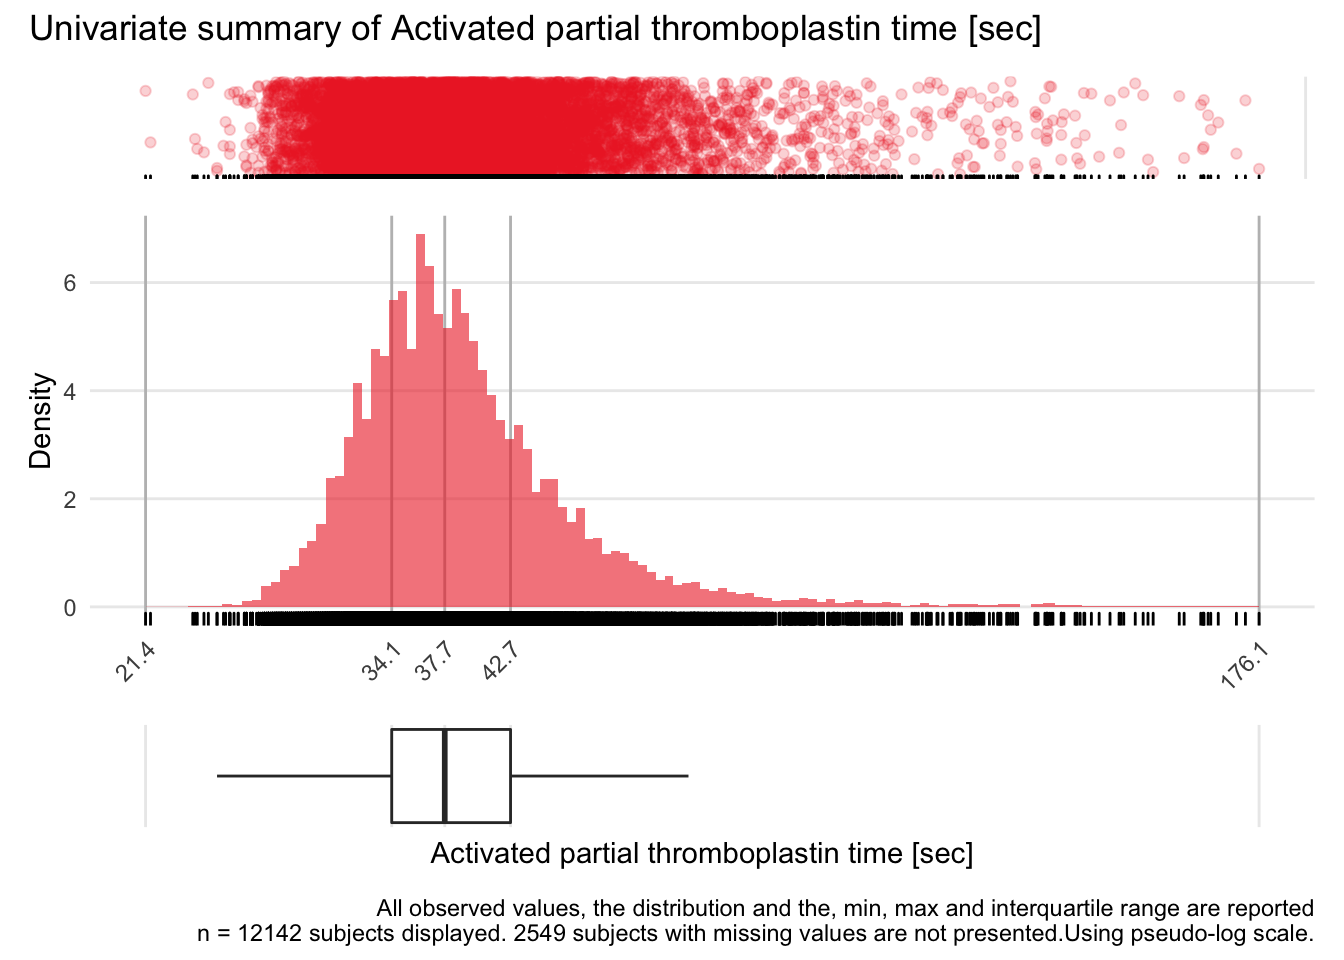 Univariate summary of Activated partial thromboplastin time [sec]
6
4
2
0
Density
21.4
34.1
37.7
42.7
176.1
Activated partial thromboplastin time [sec]
All observed values, the distribution and the, min, max and interquartile range are reported
n = 12142 subjects displayed. 2549 subjects with missing values are not presented.Using pseudo-log scale.